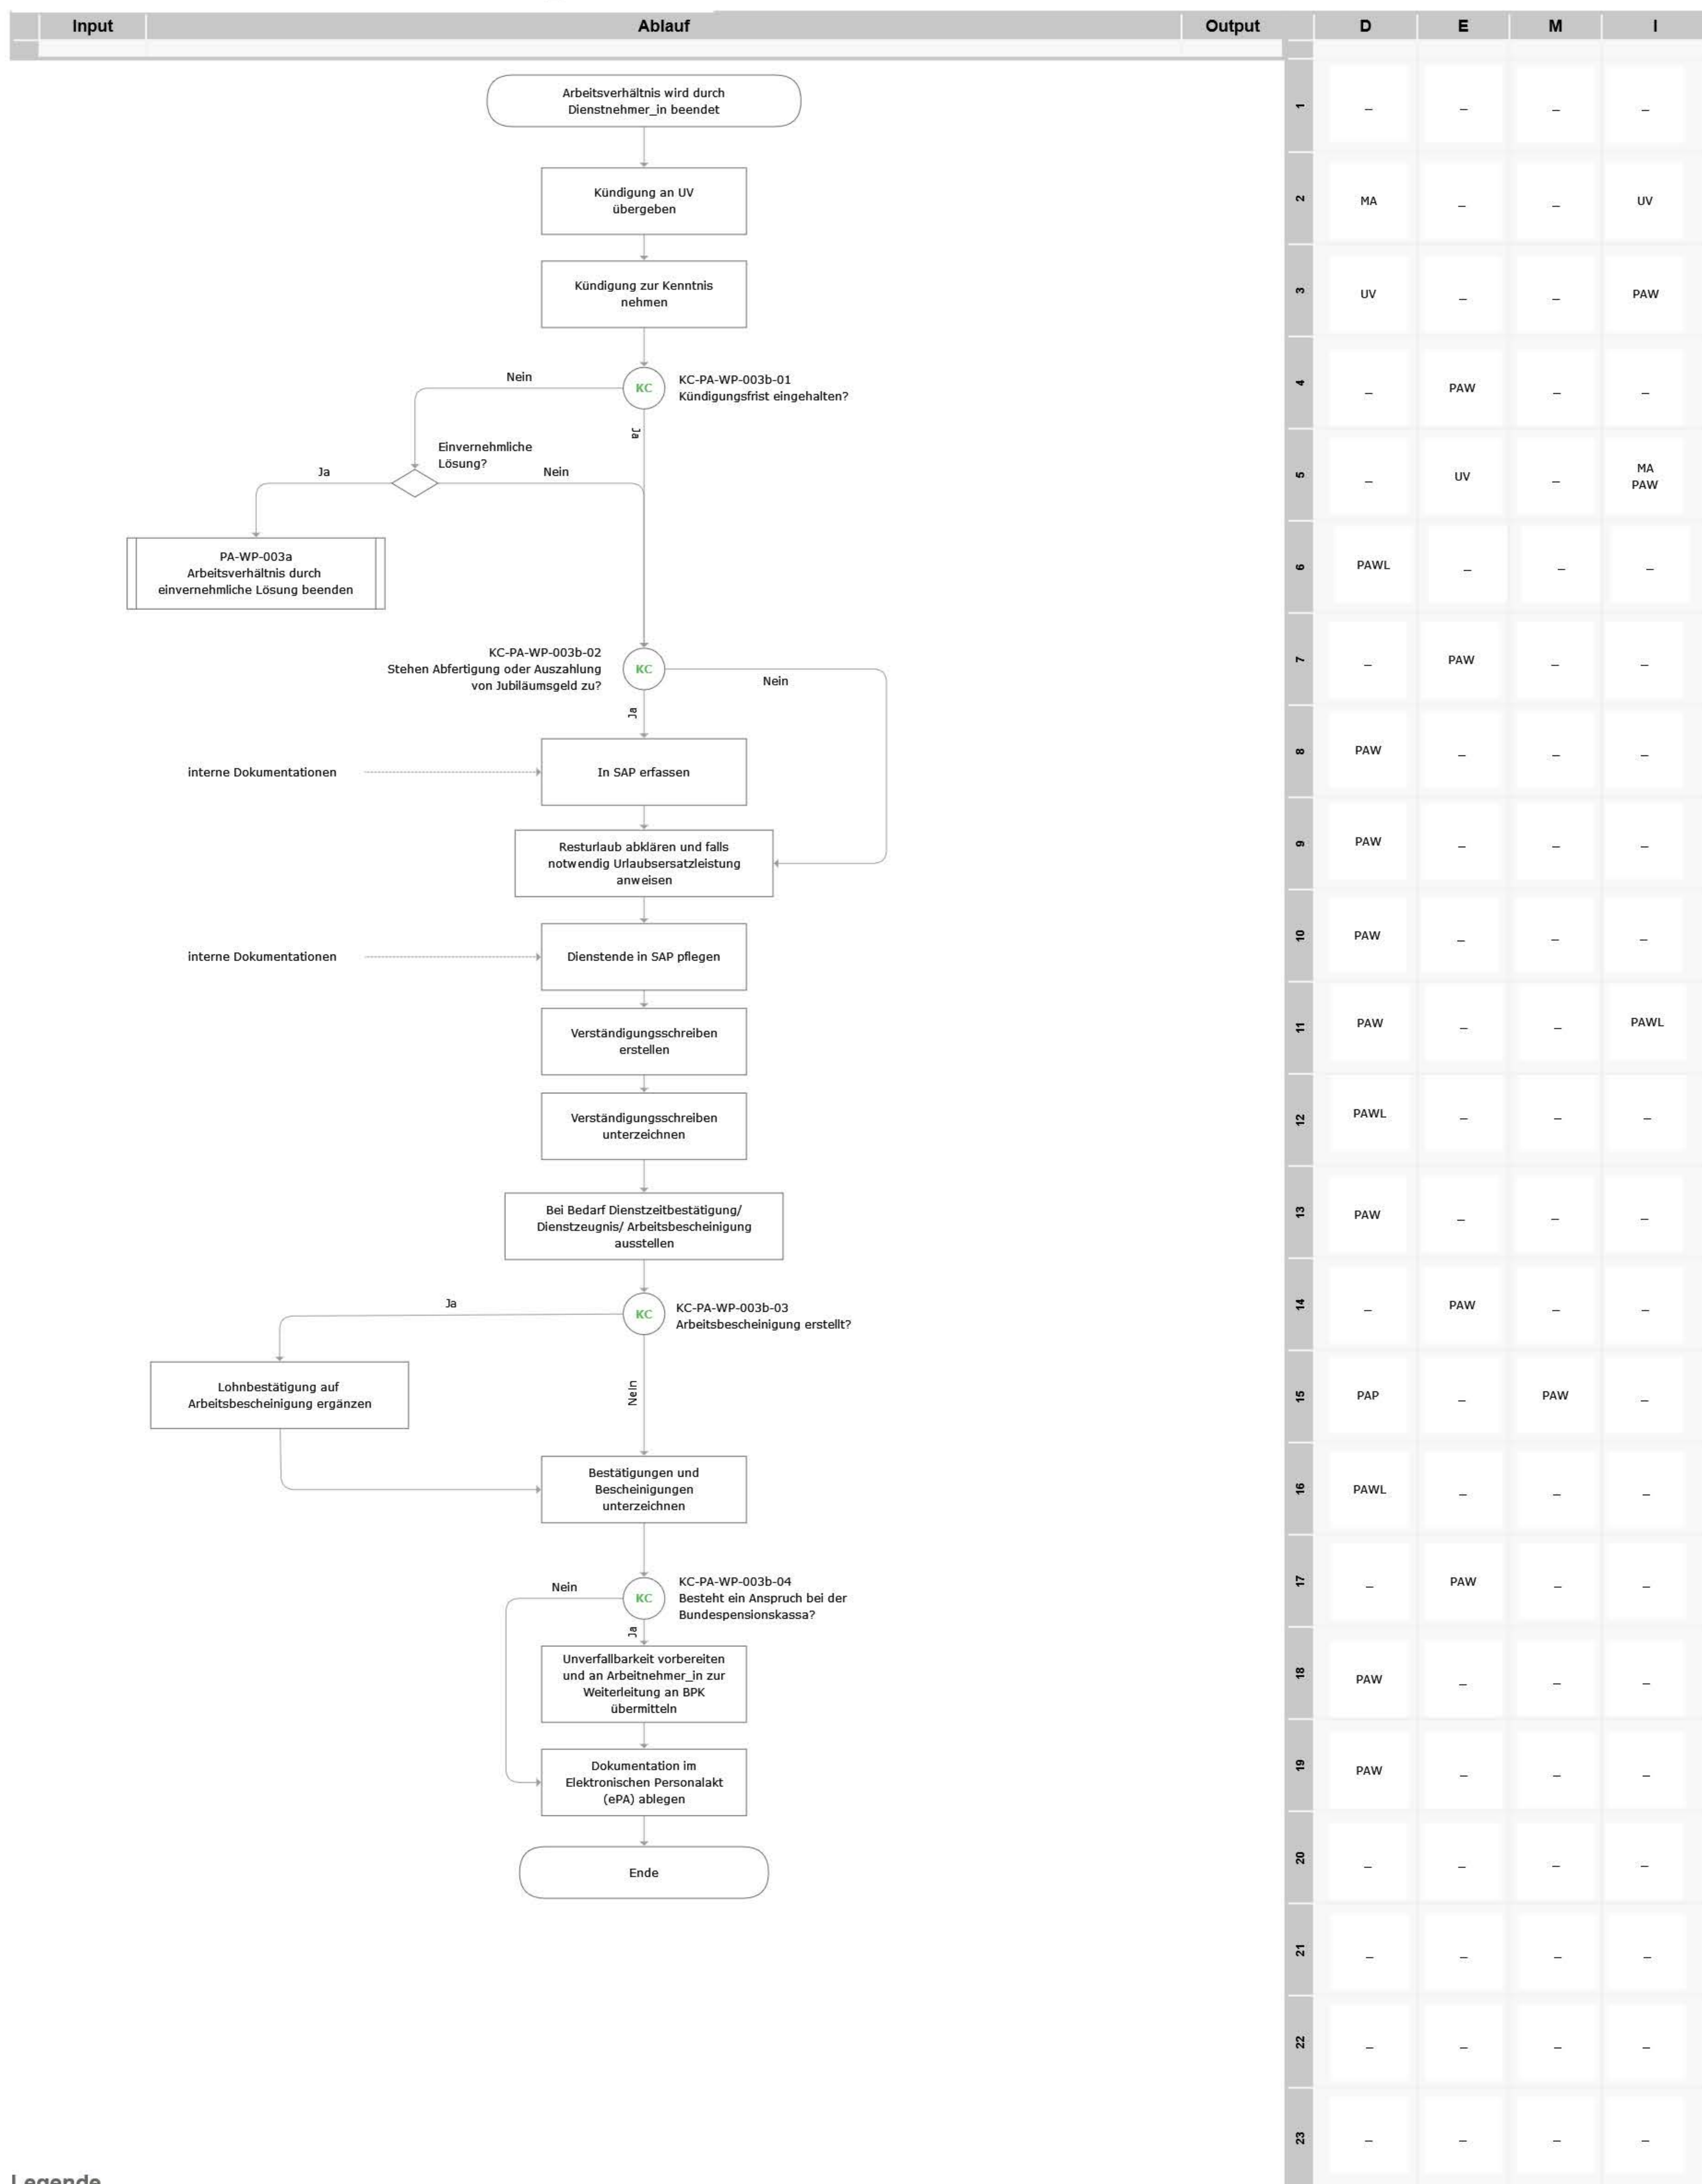 Input Ablauf Output D E M I
Arbeitsverhältnis wird durch
Dienstnehmer_in beendet
1 _ _ _ _
Kündigung an UV
übergeben
2 MA _ _ UV
Kündigung zur Kenntnis
nehmen
3 UV _ _ PAW
Nein
KC
KC-PA-WP-003b-01
Kündigungsfrist eingehalten?
Ja
4 _ PAW _ _
Einvernehmliche
Lösung?
Ja
Nein
5 _ UV _ MA
PAW
PA-WP-003a
Arbeitsverhältnis durch
einvernehmliche Lösung beenden
6 PAWL _ _ _
KC-PA-WP-003b-02
Stehen Abfertigung oder Auszahlung
von Jubiläumsgeld zu?
KC
Nein
Ja
7 _ PAW _ _
interne Dokumentationen
In SAP erfassen
8 PAW _ _ _
Resturlaub abklären und falls
notwendig Urlaubsersatzleistung
anweisen
9 PAW _ _ _
interne Dokumentationen
Dienstende in SAP pflegen
10 PAW _ _ _
Verständigungsschreiben
erstellen
11 PAW _ _ PAWL
Verständigungsschreiben
unterzeichnen
12 PAWL _ _ _
Bei Bedarf Dienstzeitbestätigung/
Dienstzeugnis/ Arbeitsbescheinigung
ausstellen
13 PAW _ _ _
Ja
KC
KC-PA-WP-003b-03
Arbeitsbescheinigung erstellt?
14 _ PAW _ _
Lohnbestätigung auf
Arbeitsbescheinigung ergänzen
Nein
15 PAP _ PAW _
Bestätigungen und
Bescheinigungen
unterzeichnen
16 PAWL _ _ _
Nein
KC
KC-PA-WP-003b-04
Besteht ein Anspruch bei der
Bundespensionskassa?
Ja
17 _ PAW _ _
Unverfallbarkeit vorbereiten
und an Arbeitnehmer_in zur
Weiterleitung an BPK
übermitteln
18 PAW _ _ _
Dokumentation im
Elektronischen Personalakt
(ePA) ablegen
19 PAW _ _ _
Ende
20 _ _ _ _
21 _ _ _ _
22 _ _ _ _
23 _ _ _ _
Legende